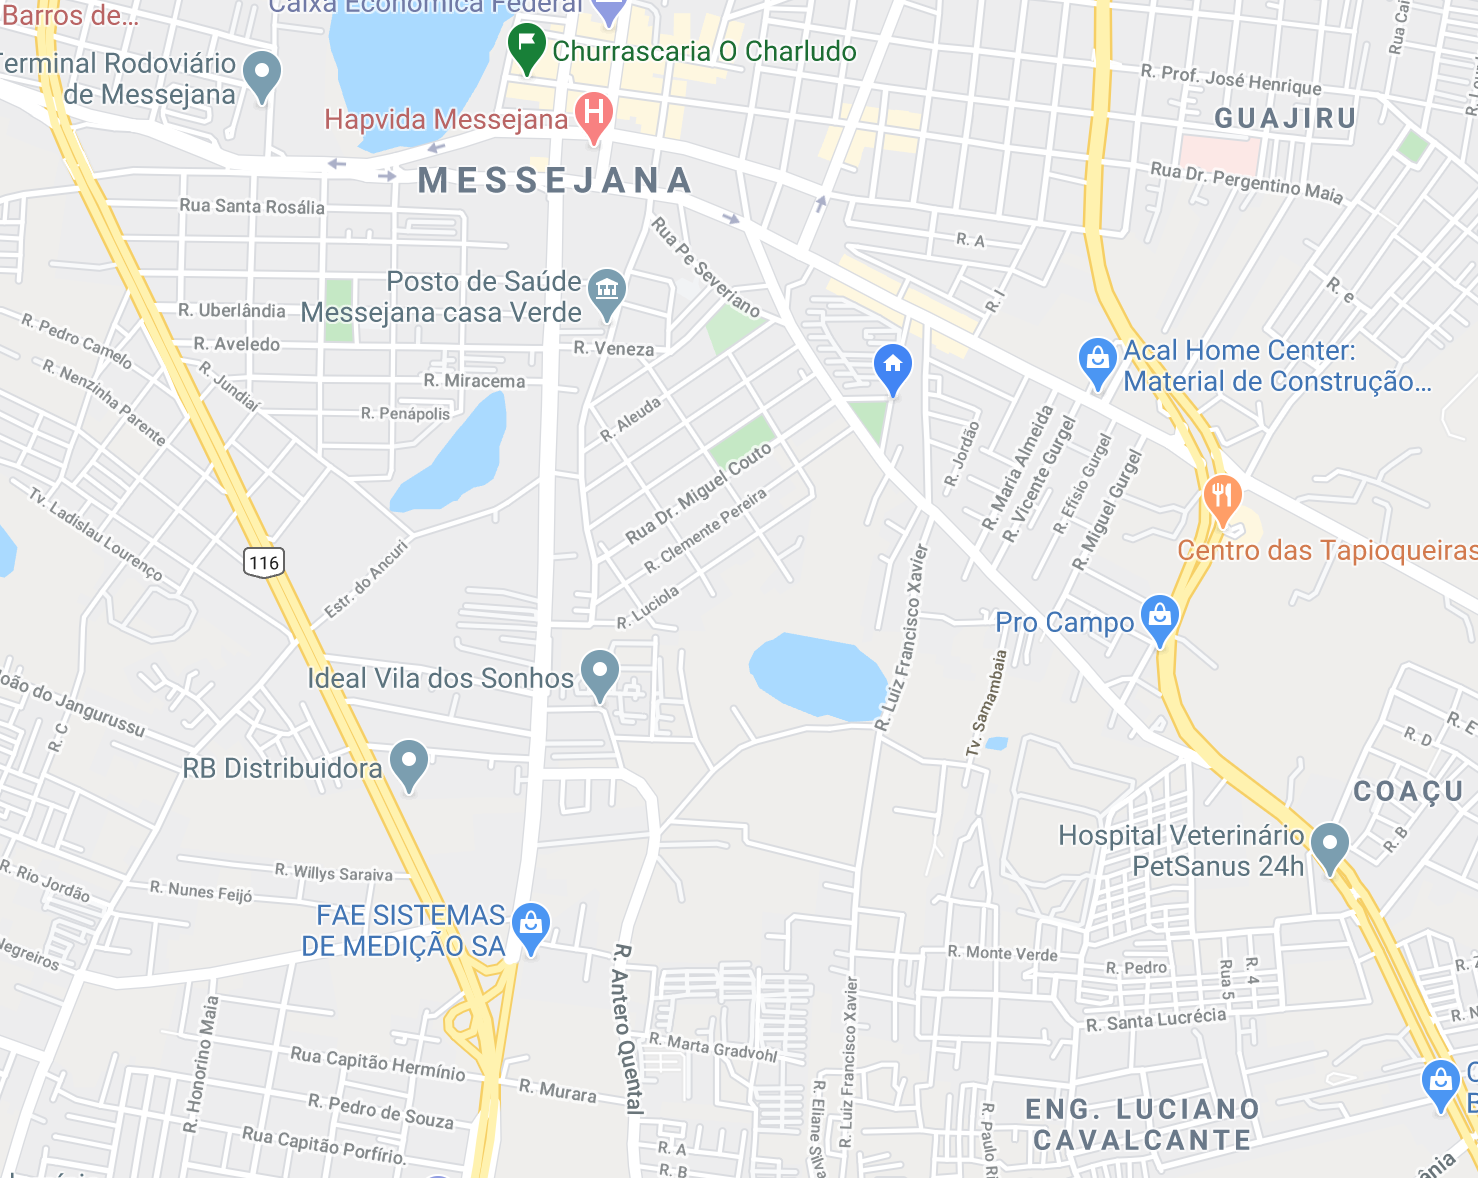 Barros de...
Caixa Econômica Federal
Churrascaria O Charludo
Terminal Rodoviário
de Messejana
Hapvida Messejana
H
R. Prof. José Henrique
GUAJIRU
MESSEJANA
Rua Dr. Pergentino Maia
Rua Santa Rosália
R. A
Rua Pe Severiano
Posto de Saúde
Messejana casa Verde
R. Uberlândia
R. I
R. e
R. Pedro Camelo
R. Aveledo
R. Veneza
Acal Home Center:
Material de Construção...
R. Nenzinha Parente
R. Jundiaí
R. Miracema
R. Penápolis
R. Aleuda
R. Jordão
R. Maria Almeida
R. Vicente Gurgel
R. Efísio Gurgel
R. Miguel Gurgel
Rua Dr. Miguel Couto
R. Clemente Pereira
Tv. Ladislau Lourenço
116
Estr. do Ancuri
Centro das Tapioqueiras
R. Luciola
R. Luiz Francisco Xavier
Pro Campo
Ideal Vila dos Sonhos
Tv. Samambaia
João do Jangurussu
R. C
R. E
R. D
RB Distribuidora
COAÇU
R. B
Hospital Veterinário
PetSanus 24h
R. Willys Saraiva
R. Rio Jordão
R. Nunes Feijó
FAE SISTEMAS
DE MEDIÇÃO SA
Negreiros
R. Antero Quental
R. Monte Verde
R. Pedro
Rua 5
R. 4
R. Santa Lucrécia
R. Honorino Maia
R. Luiz Francisco Xavier
R. Marta Gradvohl
Rua Capitão Hermínio
R. Murara
R. Pedro de Souza
R. Eliane Silva
ENG. LUCIANO
CAVALCANTE
Rua Capitão Porfírio.
R. A
R. B